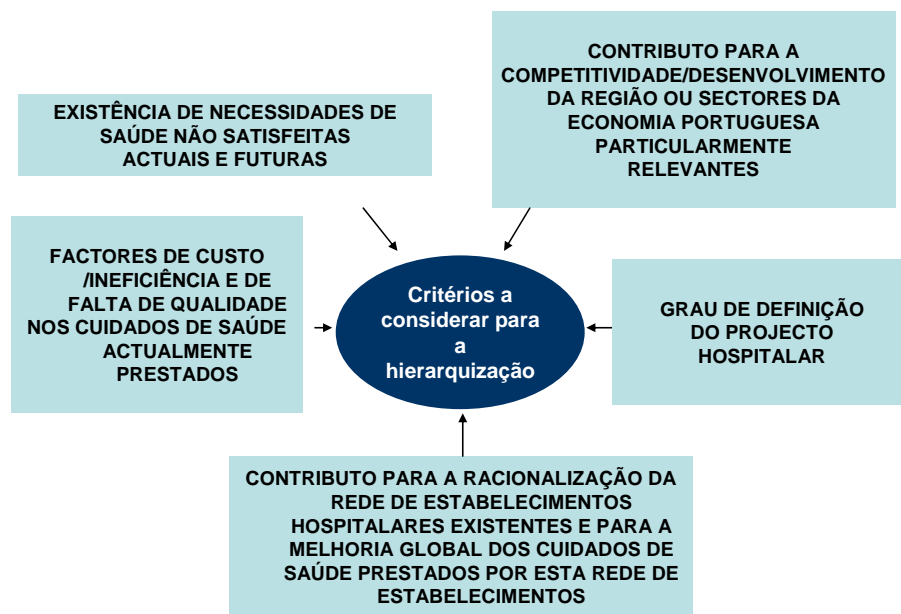 EXISTÊNCIA DE NECESSIDADES DE
SAÚDE NÃO SATISFEITAS
ACTUAIS E FUTURAS
CONTRIBUTO PARA A
COMPETITIVIDADE/DESENVOLVIMENTO
DA REGIÃO OU SECTORES DA
ECONOMIA PORTUGUESA
PARTICULARMENTE
RELEVANTES
FACTORES DE CUSTO
/INEFICIÊNCIA E DE
FALTA DE QUALIDADE
NOS CUIDADOS DE SAÚDE
ACTUALMENTE
PRESTADOS
Critérios a
considerar para
a
hierarquização
GRAU DE DEFINIÇÃO
DO PROJECTO
HOSPITALAR
CONTRIBUTO PARA A RACIONALIZAÇÃO DA
REDE DE ESTABELECIMENTOS
HOSPITALARES EXISTENTES E PARA A
MELHORIA GLOBAL DOS CUIDADOS DE
SAÚDE PRESTADOS POR ESTA REDE DE
ESTABELECIMENTOS